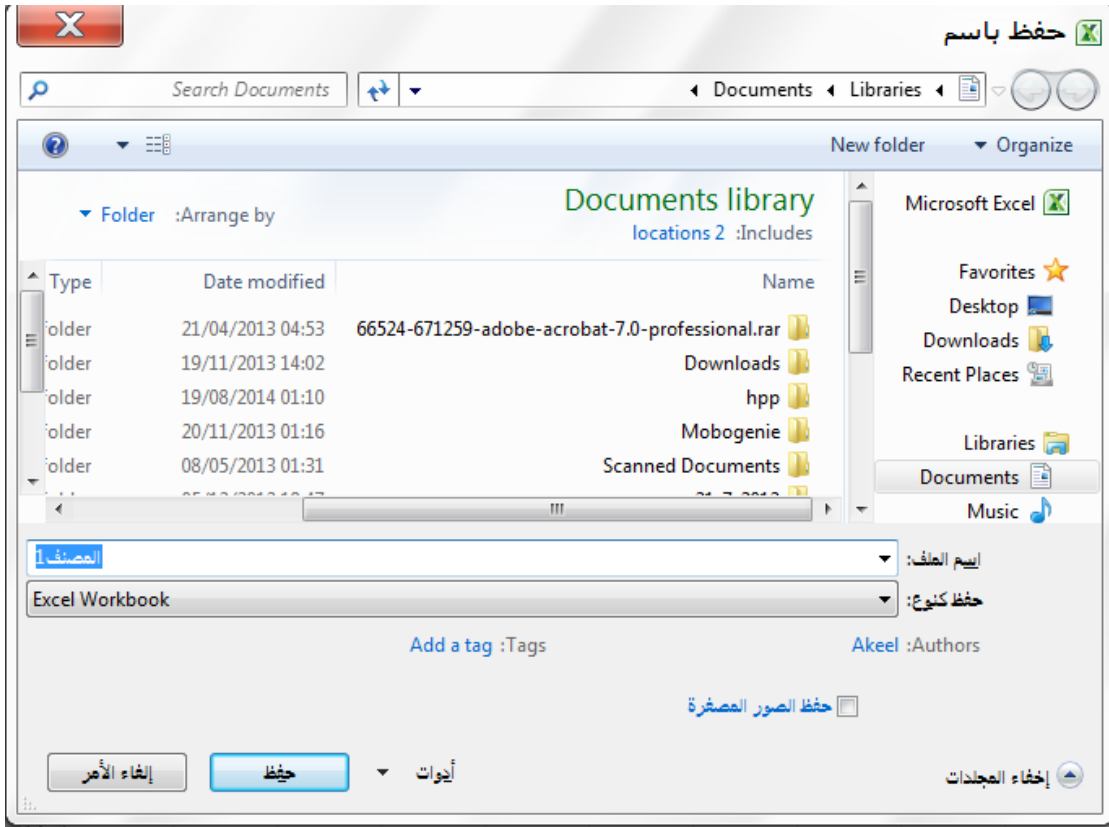 حفظ باسم
Libraries Documents Search Documents
Organize New folder
Microsoft Excel
Favorites
Desktop
Downloads
Recent Places
Libraries
Documents
Music
Documents library
Includes: 2 locations
Arrange by: Folder
Name Date modified Type
66524-671259-adobe-acrobat-7.0-professional.rar 21/04/2013 04:53 folder
Downloads 19/11/2013 14:02 folder
hpp 19/08/2014 01:10 folder
Mobogenie 20/11/2013 01:16 folder
Scanned Documents 08/05/2013 01:31 folder
اسم الملف: المصنف1
حفظ كنوع: Excel Workbook
Authors: Akeel Tags: Add a tag
حفظ الصور المصغرة
إخفاء المجلدات أدوات حفظ إلغاء الأمر